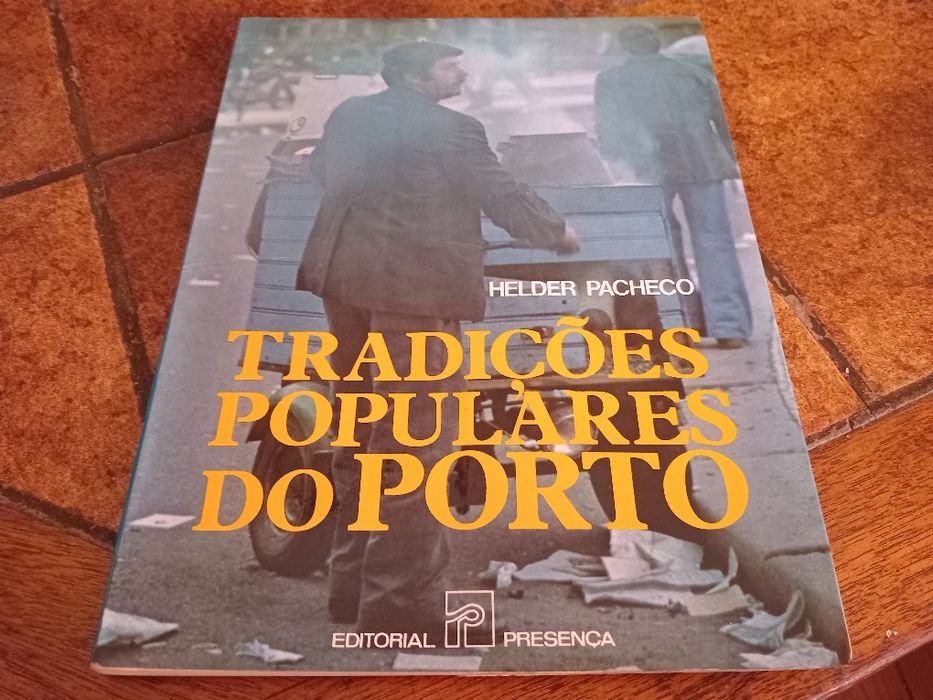 HELDER PACHECO
TRADIÇÕES
POPULARES
DO PORTO
EDITORIAL P PRESENÇA